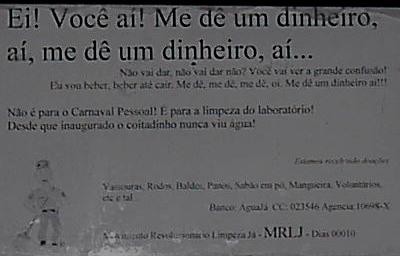 Ei! Você aí! Me dê um dinheiro,
aí, me dê um dinheiro, aí...
Não vai dar, não vai dar não? Você vai ver a grande confusão!
Eu vou beber, beber até cair. Me dê, me dê, me dê, oi. Me dê um dinheiro aí!!!
Não é para o Carnaval Pessoal! É para a limpeza do laboratório!
Desde que inaugurado o coitadinho nunca viu água!
Estamos recebendo doações
Vassouras, Rodos, Baldes, Panos, Sabão em pó, Mangueira, Voluntários,
etc e tal
Banco: AguaJá CC: 023546 Agencia:10698-X
Movimento Revolucionario Limpeza Já - MRLJ - Dias 00010